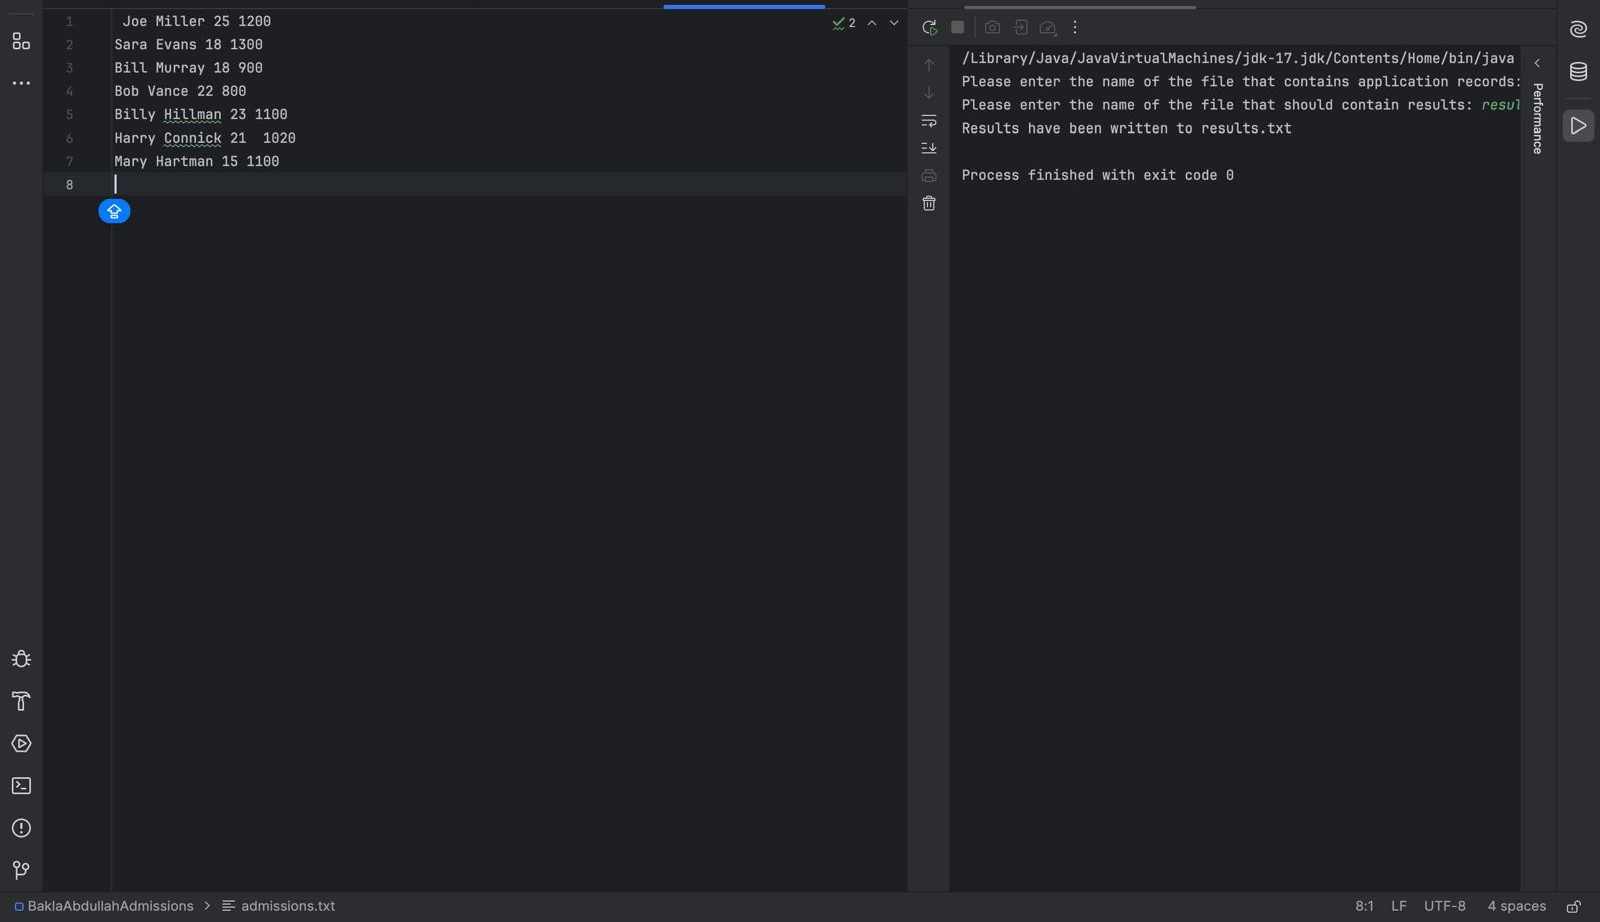 1 Joe Miller 25 1200
2 Sara Evans 18 1300
3 Bill Murray 18 900
4 Bob Vance 22 800
5 Billy Hillman 23 1100
6 Harry Connick 21  1020
7 Mary Hartman 15 1100
8
2
/Library/Java/JavaVirtualMachines/jdk-17.jdk/Contents/Home/bin/java
Please enter the name of the file that contains application records:
Please enter the name of the file that should contain results: resul
Results have been written to results.txt
Process finished with exit code 0
Performance
BaklaAbdullahAdmissions > admissions.txt
8:1 LF UTF-8 4 spaces